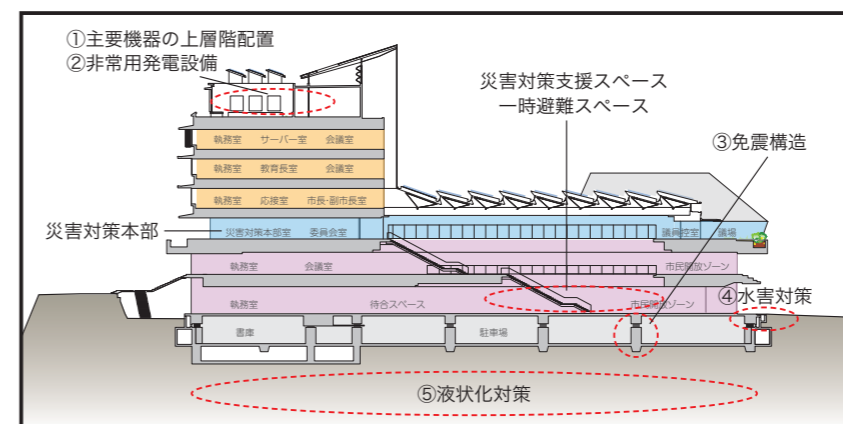 ①主要機器の上層階配置
②非常用発電設備
災害対策支援スペース
一時避難スペース
③免震構造
執務室 サーバー室 会議室
執務室 教育長室 会議室
執務室 応接室 市長・副市長室
災害対策本部
災害対策本部室 委員会室 議員控室 議場
執務室 会議室 市民開放ゾーン
執務室 待合スペース 市民開放ゾーン
④水害対策
書庫 駐車場
⑤液状化対策